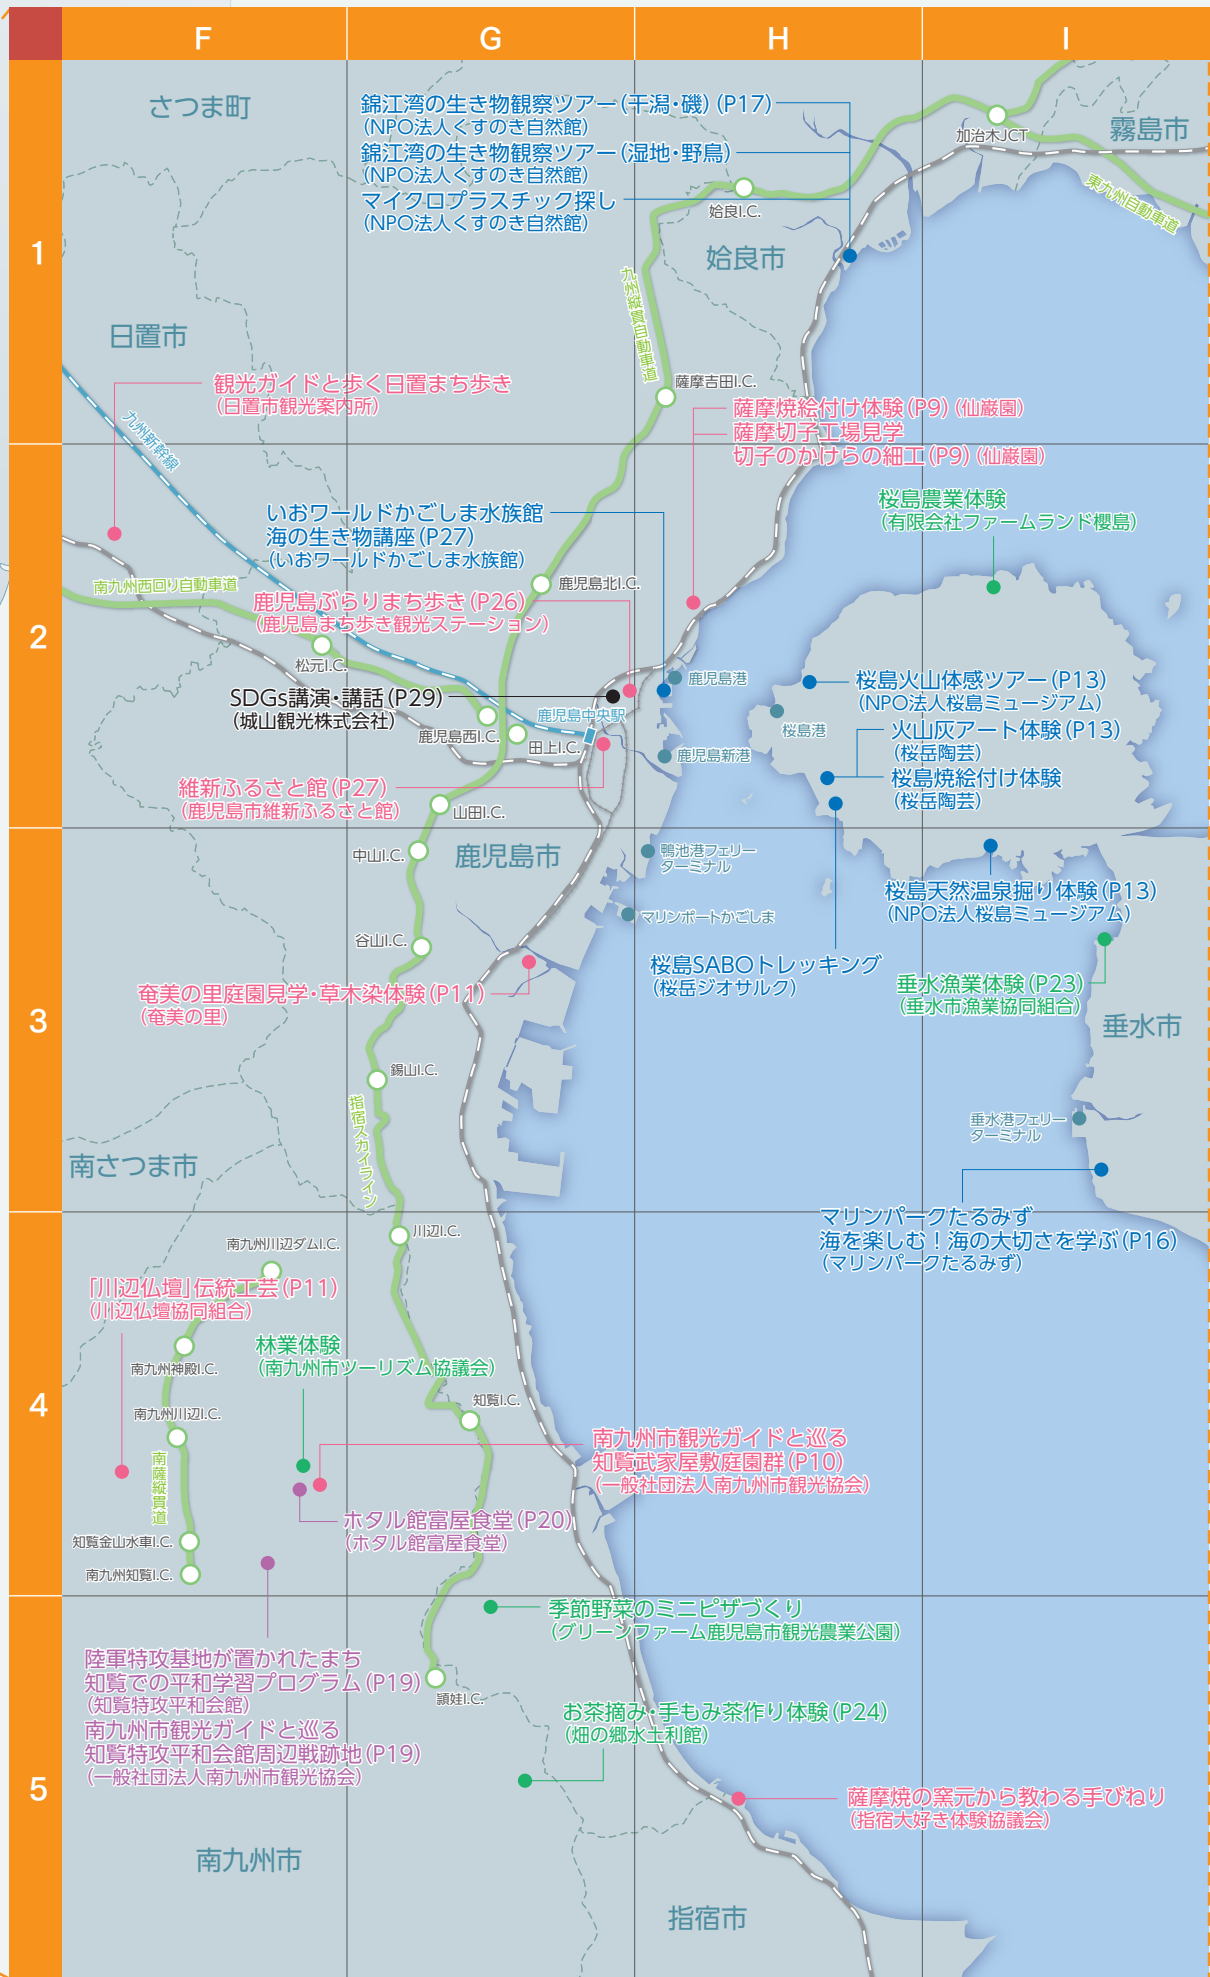 F
G
H
I
1
2
3
4
5
さつま町
錦江湾の生き物観察ツアー（干潟・磯）（P17）
（NPO法人くすのき自然館）
錦江湾の生き物観察ツアー（湿地・野鳥）
（NPO法人くすのき自然館）
マイクロプラスチック探し
（NPO法人くすのき自然館）
加治木JCT
霧島市
東九州自動車道
姶良I.C.
姶良市
九州縦貫自動車道
日置市
観光ガイドと歩く日置まち歩き
（日置市観光案内所）
九州新幹線
薩摩吉田I.C.
薩摩焼絵付け体験（P9）（仙巌園）
薩摩切子工場見学
切子のかけらの細工（P9）（仙巌園）
いおワールドかごしま水族館
海の生き物講座（P27）
（いおワールドかごしま水族館）
桜島農業体験
（有限会社ファームランド櫻島）
南九州西回り自動車道
鹿児島北I.C.
鹿児島ぶらりまち歩き（P26）
（鹿児島まち歩き観光ステーション）
松元I.C.
SDGs講演・講話（P29）
（城山観光株式会社）
鹿児島港
鹿児島中央駅
鹿児島西I.C.
田上I.C.
鹿児島新港
桜島火山体感ツアー（P13）
（NPO法人桜島ミュージアム）
桜島港
火山灰アート体験（P13）
（桜岳陶芸）
桜島焼絵付け体験
（桜岳陶芸）
維新ふるさと館（P27）
（鹿児島市維新ふるさと館）
山田I.C.
中山I.C.
鹿児島市
鴨池港フェリー
ターミナル
マリンポートかごしま
谷山I.C.
桜島天然温泉掘り体験（P13）
（NPO法人桜島ミュージアム）
桜島SABOトレッキング
（桜岳ジオサルク）
奄美の里庭園見学・草木染体験（P11）
（奄美の里）
垂水漁業体験（P23）
（垂水市漁業協同組合）
垂水市
錫山I.C.
指宿スカイライン
垂水港フェリー
ターミナル
南さつま市
マリンパークたるみず
海を楽しむ！海の大切さを学ぶ（P16）
（マリンパークたるみず）
川辺I.C.
南九州川辺ダムI.C.
「川辺仏壇」伝統工芸（P11）
（川辺仏壇協同組合）
林業体験
（南九州市ツーリズム協議会）
南九州神殿I.C.
南九州川辺I.C.
知覧I.C.
南薩縦貫道
南九州市観光ガイドと巡る
知覧武家屋敷庭園群（P10）
（一般社団法人南九州市観光協会）
ホタル館富屋食堂（P20）
（ホタル館富屋食堂）
知覧金山水車I.C.
南九州知覧I.C.
季節野菜のミニピザづくり
（グリーンファーム鹿児島市観光農業公園）
陸軍特攻基地が置かれたまち
知覧での平和学習プログラム（P19）
（知覧特攻平和会館）
南九州市観光ガイドと巡る
知覧特攻平和会館周辺戦跡地（P19）
（一般社団法人南九州市観光協会）
頴娃I.C.
お茶摘み・手もみ茶作り体験（P24）
（畑の郷水土利館）
薩摩焼の窯元から教わる手びねり
（指宿大好き体験協議会）
南九州市
指宿市